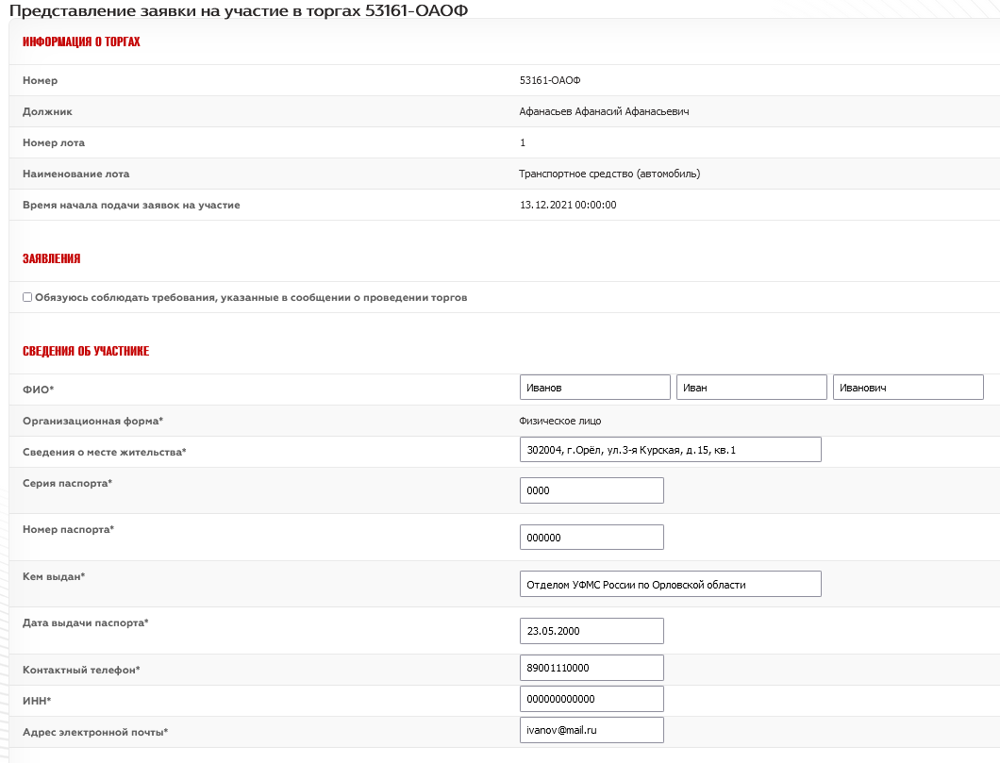 Представление заявки на участие в торгах 53161-ОАОФ
ИНФОРМАЦИЯ О ТОРГАХ
Номер 53161-ОАОФ
Должник Афанасьев Афанасий Афанасьевич
Номер лота 1
Наименование лота Транспортное средство (автомобиль)
Время начала подачи заявок на участие 13.12.2021 00:00:00
ЗАЯВЛЕНИЯ
Обязуюсь соблюдать требования, указанные в сообщении о проведении торгов
СВЕДЕНИЯ ОБ УЧАСТНИКЕ
ФИО* Иванов Иван Иванович
Организационная форма* Физическое лицо
Сведения о месте жительства* 302004, г.Орёл, ул.3-я Курская, д.15, кв.1
Серия паспорта* 0000
Номер паспорта* 000000
Кем выдан* Отделом УФМС России по Орловской области
Дата выдачи паспорта* 23.05.2000
Контактный телефон* 89001110000
ИНН* 000000000000
Адрес электронной почты* ivanov@mail.ru